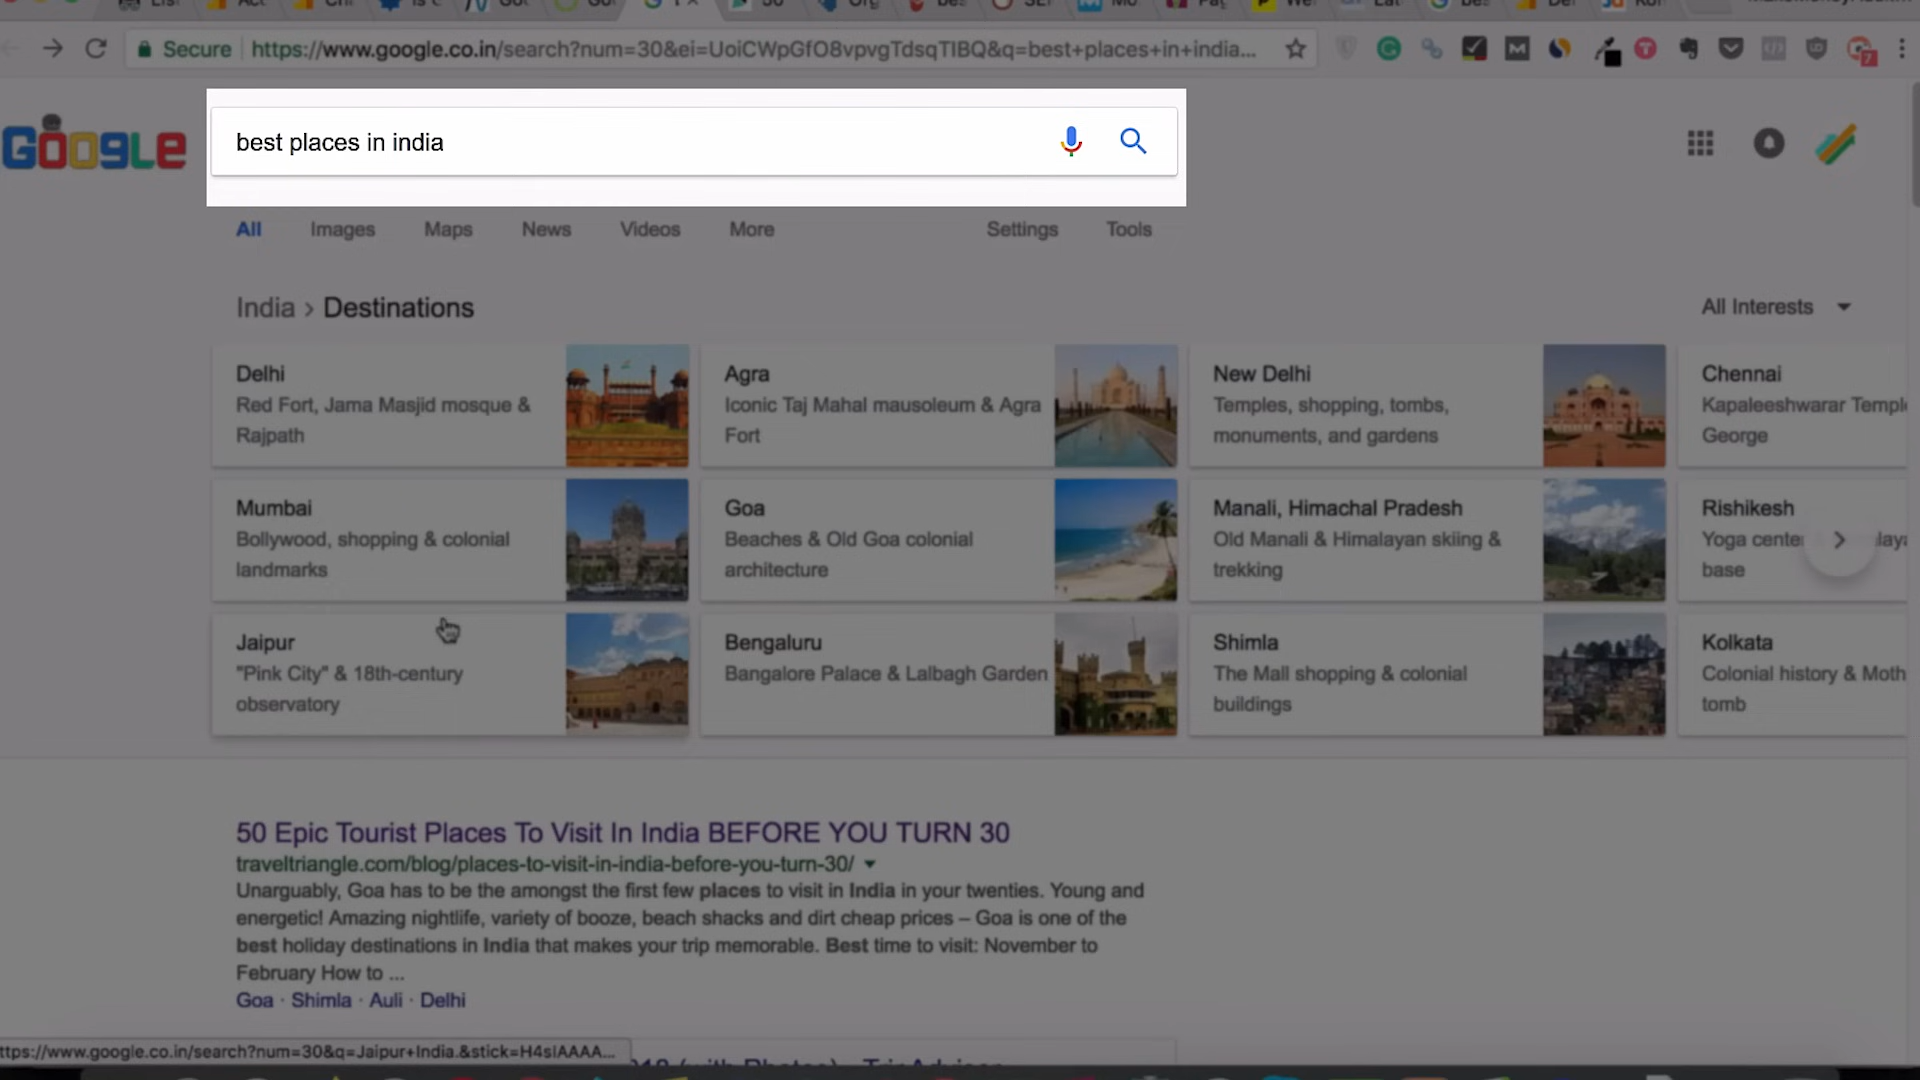 Secure
https://www.google.co.in/search?num=30&ei=UoiCWpGfO8vpvgTdsqTIBQ&q=best+places+in+india...
Google
best places in india
All Images Maps News Videos More Settings Tools
India › Destinations
All Interests
Delhi
Red Fort, Jama Masjid mosque &
Rajpath
Agra
Iconic Taj Mahal mausoleum & Agra
Fort
New Delhi
Temples, shopping, tombs,
monuments, and gardens
Chennai
Kapaleeshwarar Temple
George
Mumbai
Bollywood, shopping & colonial
landmarks
Goa
Beaches & Old Goa colonial
architecture
Manali, Himachal Pradesh
Old Manali & Himalayan skiing &
trekking
Rishikesh
Yoga
base
Jaipur
"Pink City" & 18th-century
observatory
Bengaluru
Bangalore Palace & Lalbagh Garden
Shimla
The Mall shopping & colonial
buildings
Kolkata
Colonial history & Moth
tomb
50 Epic Tourist Places To Visit In India BEFORE YOU TURN 30
traveltriangle.com/blog/places-to-visit-in-india-before-you-turn-30/
Unarguably, Goa has to be the amongst the first few places to visit in India in your twenties. Young and
energetic! Amazing nightlife, variety of booze, beach shacks and dirt cheap prices – Goa is one of the
best holiday destinations in India that makes your trip memorable. Best time to visit: November to
February How to ...
Goa · Shimla · Auli · Delhi
ttps://www.google.co.in/search?num=30&q=Jaipur+India.&stick=H4sIAAAA...